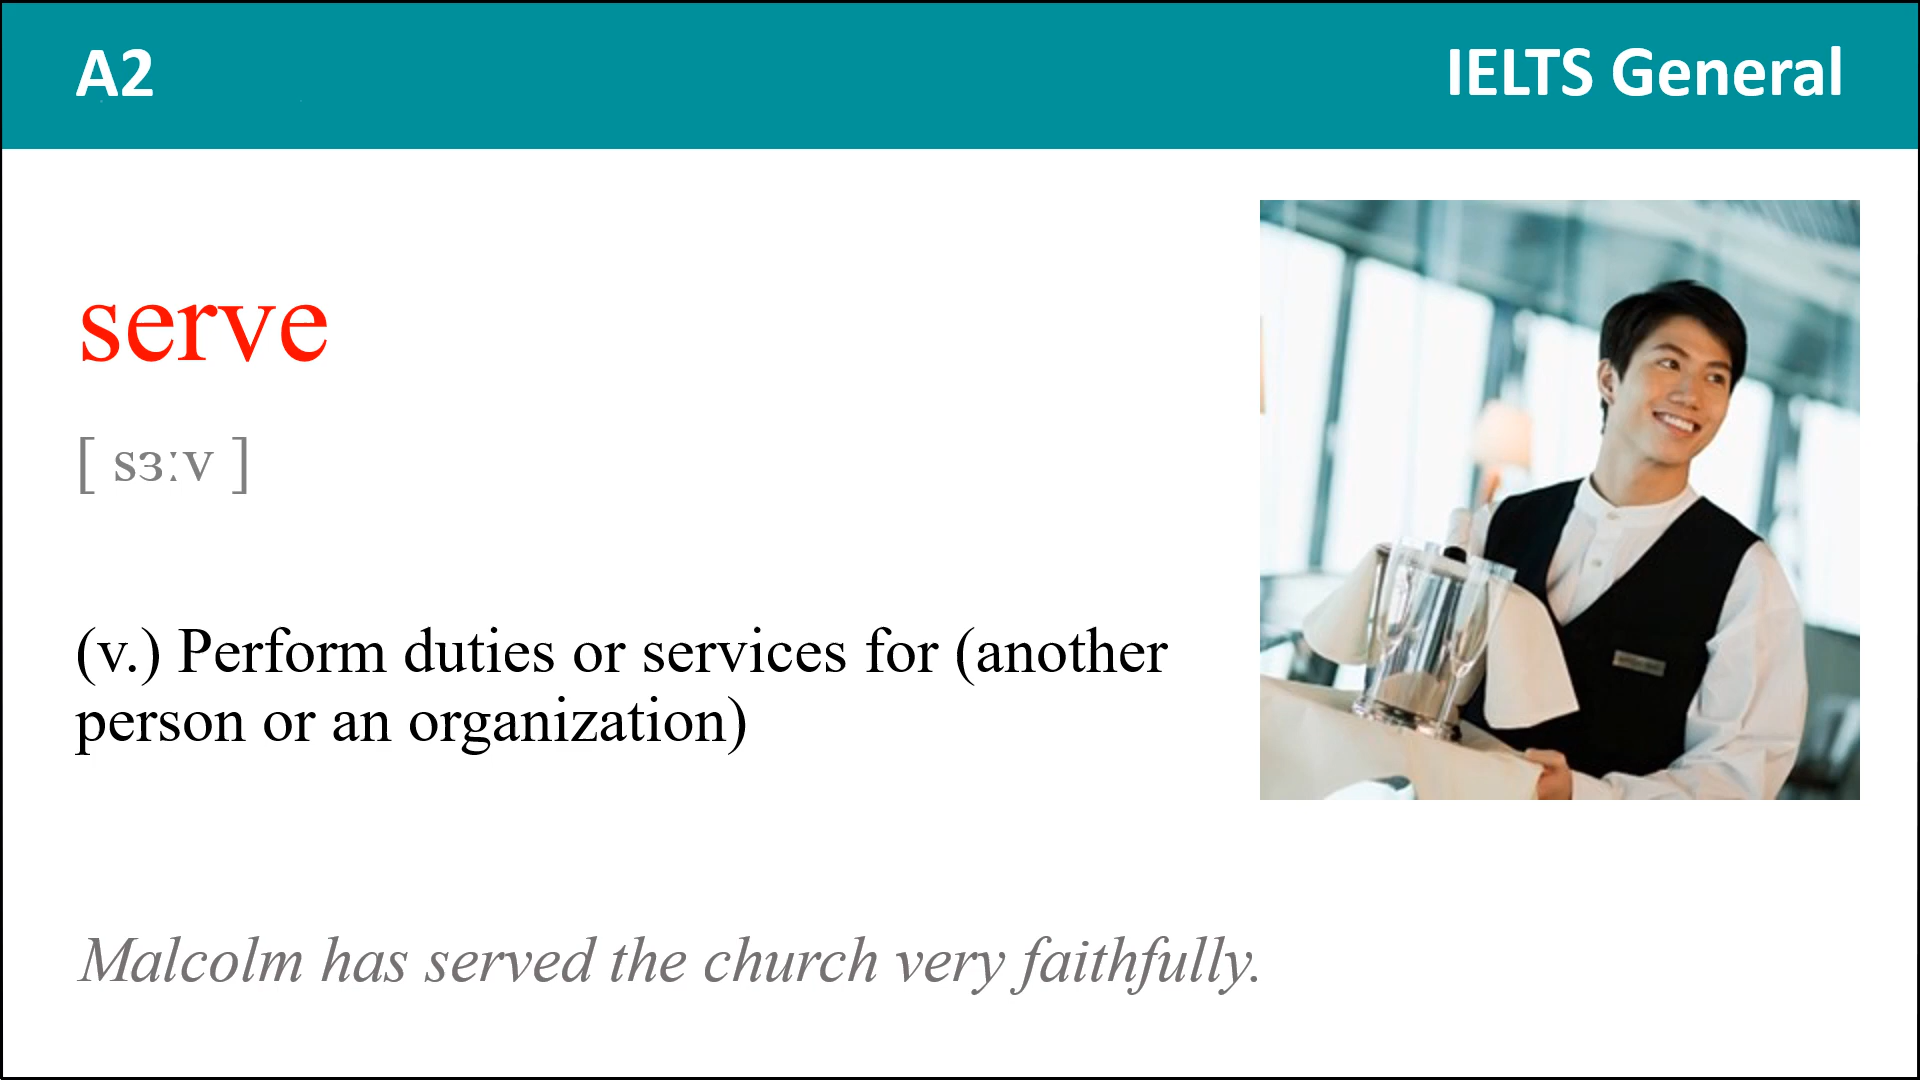 A2
IELTS General
serve
[ sɜːv ]
(v.) Perform duties or services for (another
person or an organization)
Malcolm has served the church very faithfully.